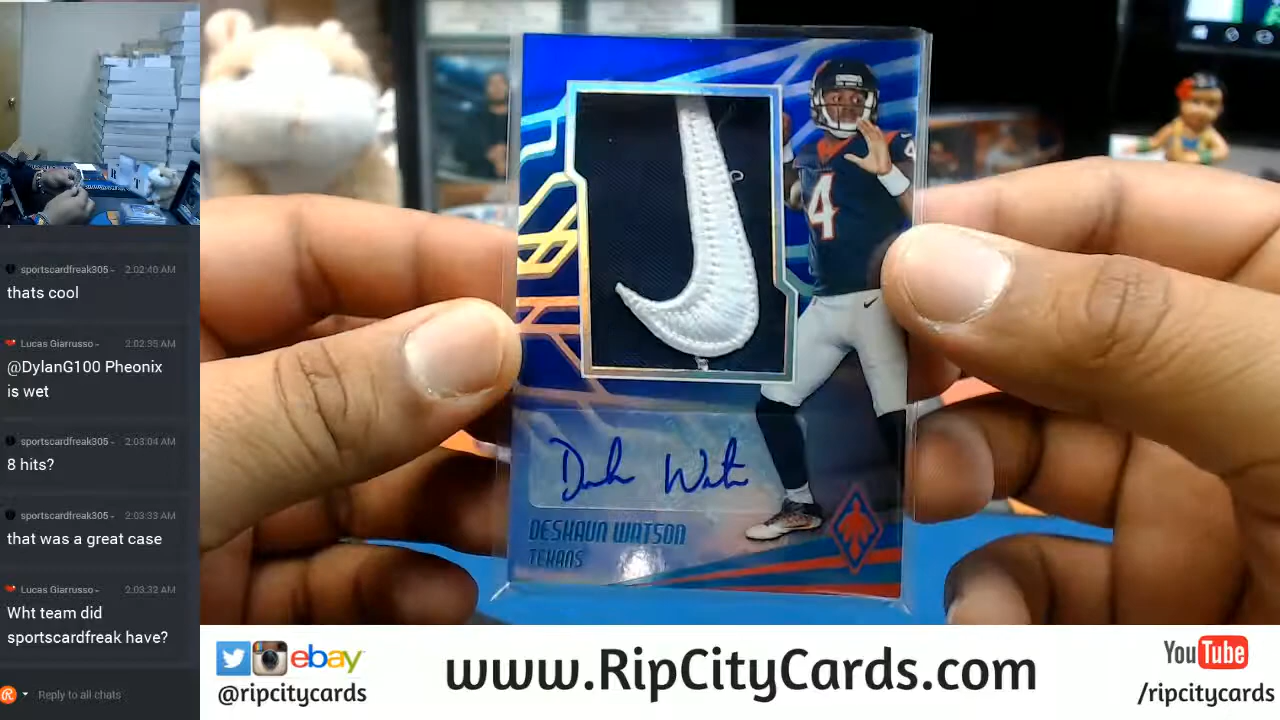 sportscardfreak305 - 2:02:40 AM
thats cool
Lucas Giarrusso - 2:02:35 AM
@DylanG100 Pheonix
is wet
sportscardfreak305 - 2:03:04 AM
8 hits?
sportscardfreak305 - 2:03:33 AM
that was a great case
Lucas Giarrusso - 2:03:32 AM
Wht team did
sportscardfreak have?
Reply to all chats
4
4
DESHAUN WATSON
TEXANS
ebay
@ripcitycards
www.RipCityCards.com
YouTube
/ripcitycards